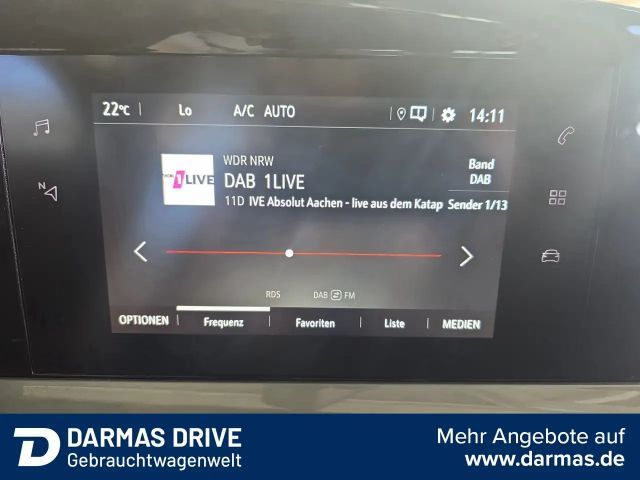 22°C Lo A/C AUTO 14:11
1LIVE
WDR NRW
DAB 1LIVE
11D IVE Absolut Aachen - live aus dem Katap Sender 1/13
Band
DAB
N
RDS DAB FM
OPTIONEN Frequenz Favoriten Liste MEDIEN
D DARMAS DRIVE
Gebrauchtwagenwelt
Mehr Angebote auf
www.darmas.de